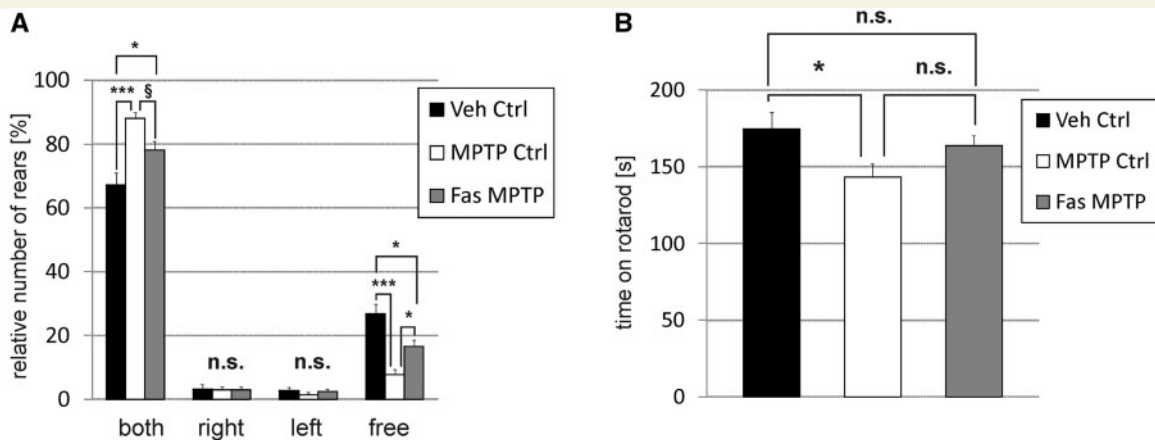 A
relative number of rears [%]
100
80
60
40
20
0
*
***
§
n.s.
n.s.
*
***
*
both
right
left
free
Veh Ctrl
MPTP Ctrl
Fas MPTP
B
time on rotarod [s]
200
150
100
50
0
n.s.
*
n.s.
Veh Ctrl
MPTP Ctrl
Fas MPTP